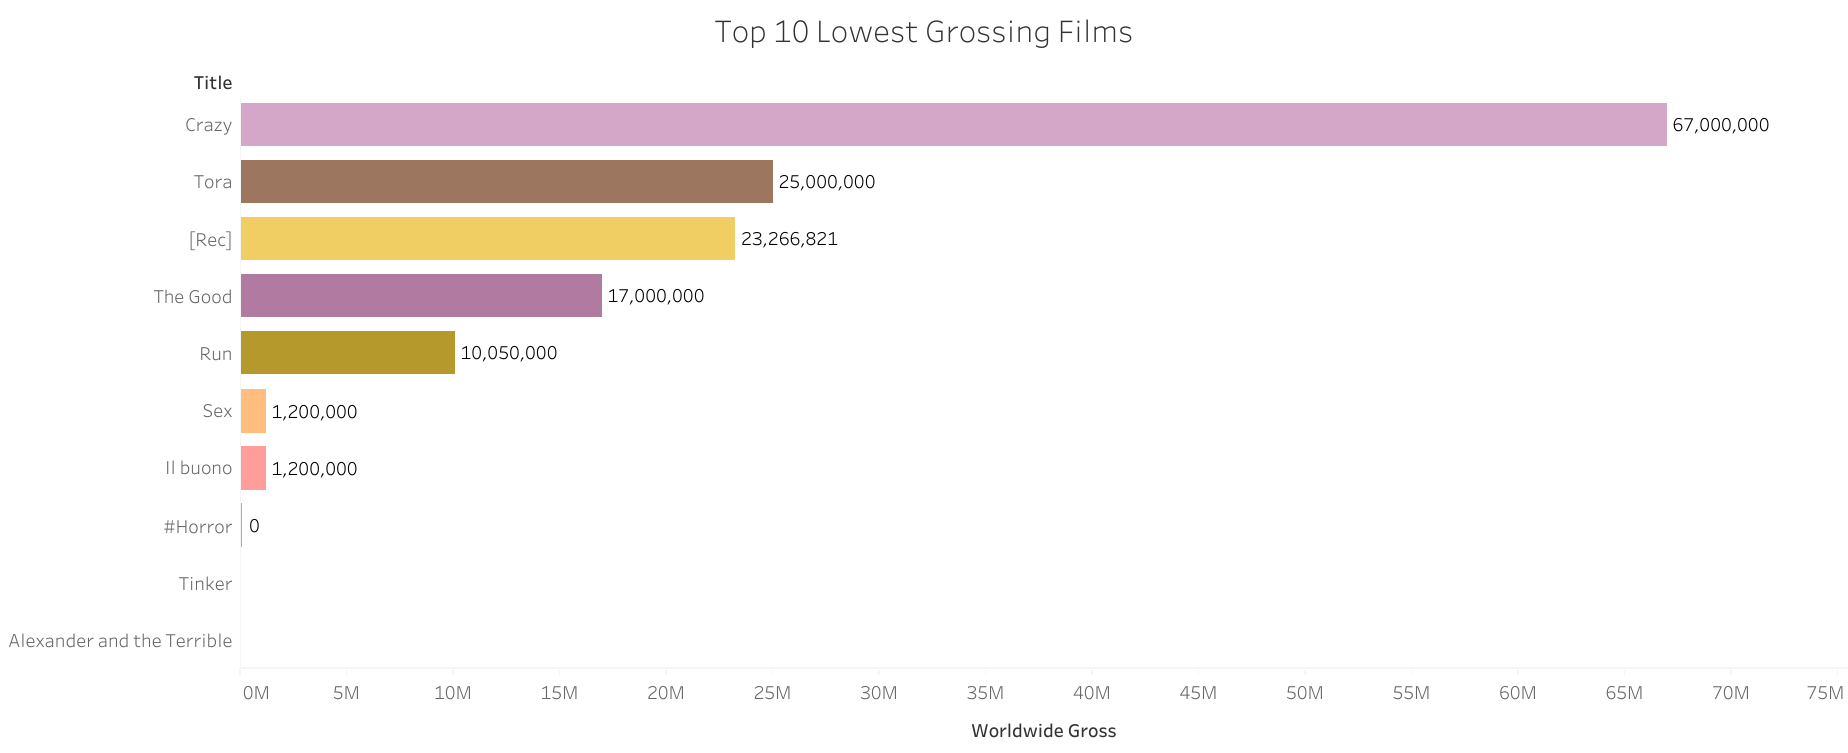 Top 10 Lowest Grossing Films
Title
Crazy 67,000,000
Tora 25,000,000
[Rec] 23,266,821
The Good 17,000,000
Run 10,050,000
Sex 1,200,000
Il buono 1,200,000
#Horror 0
Tinker
Alexander and the Terrible
0M 5M 10M 15M 20M 25M 30M 35M 40M 45M 50M 55M 60M 65M 70M 75M
Worldwide Gross